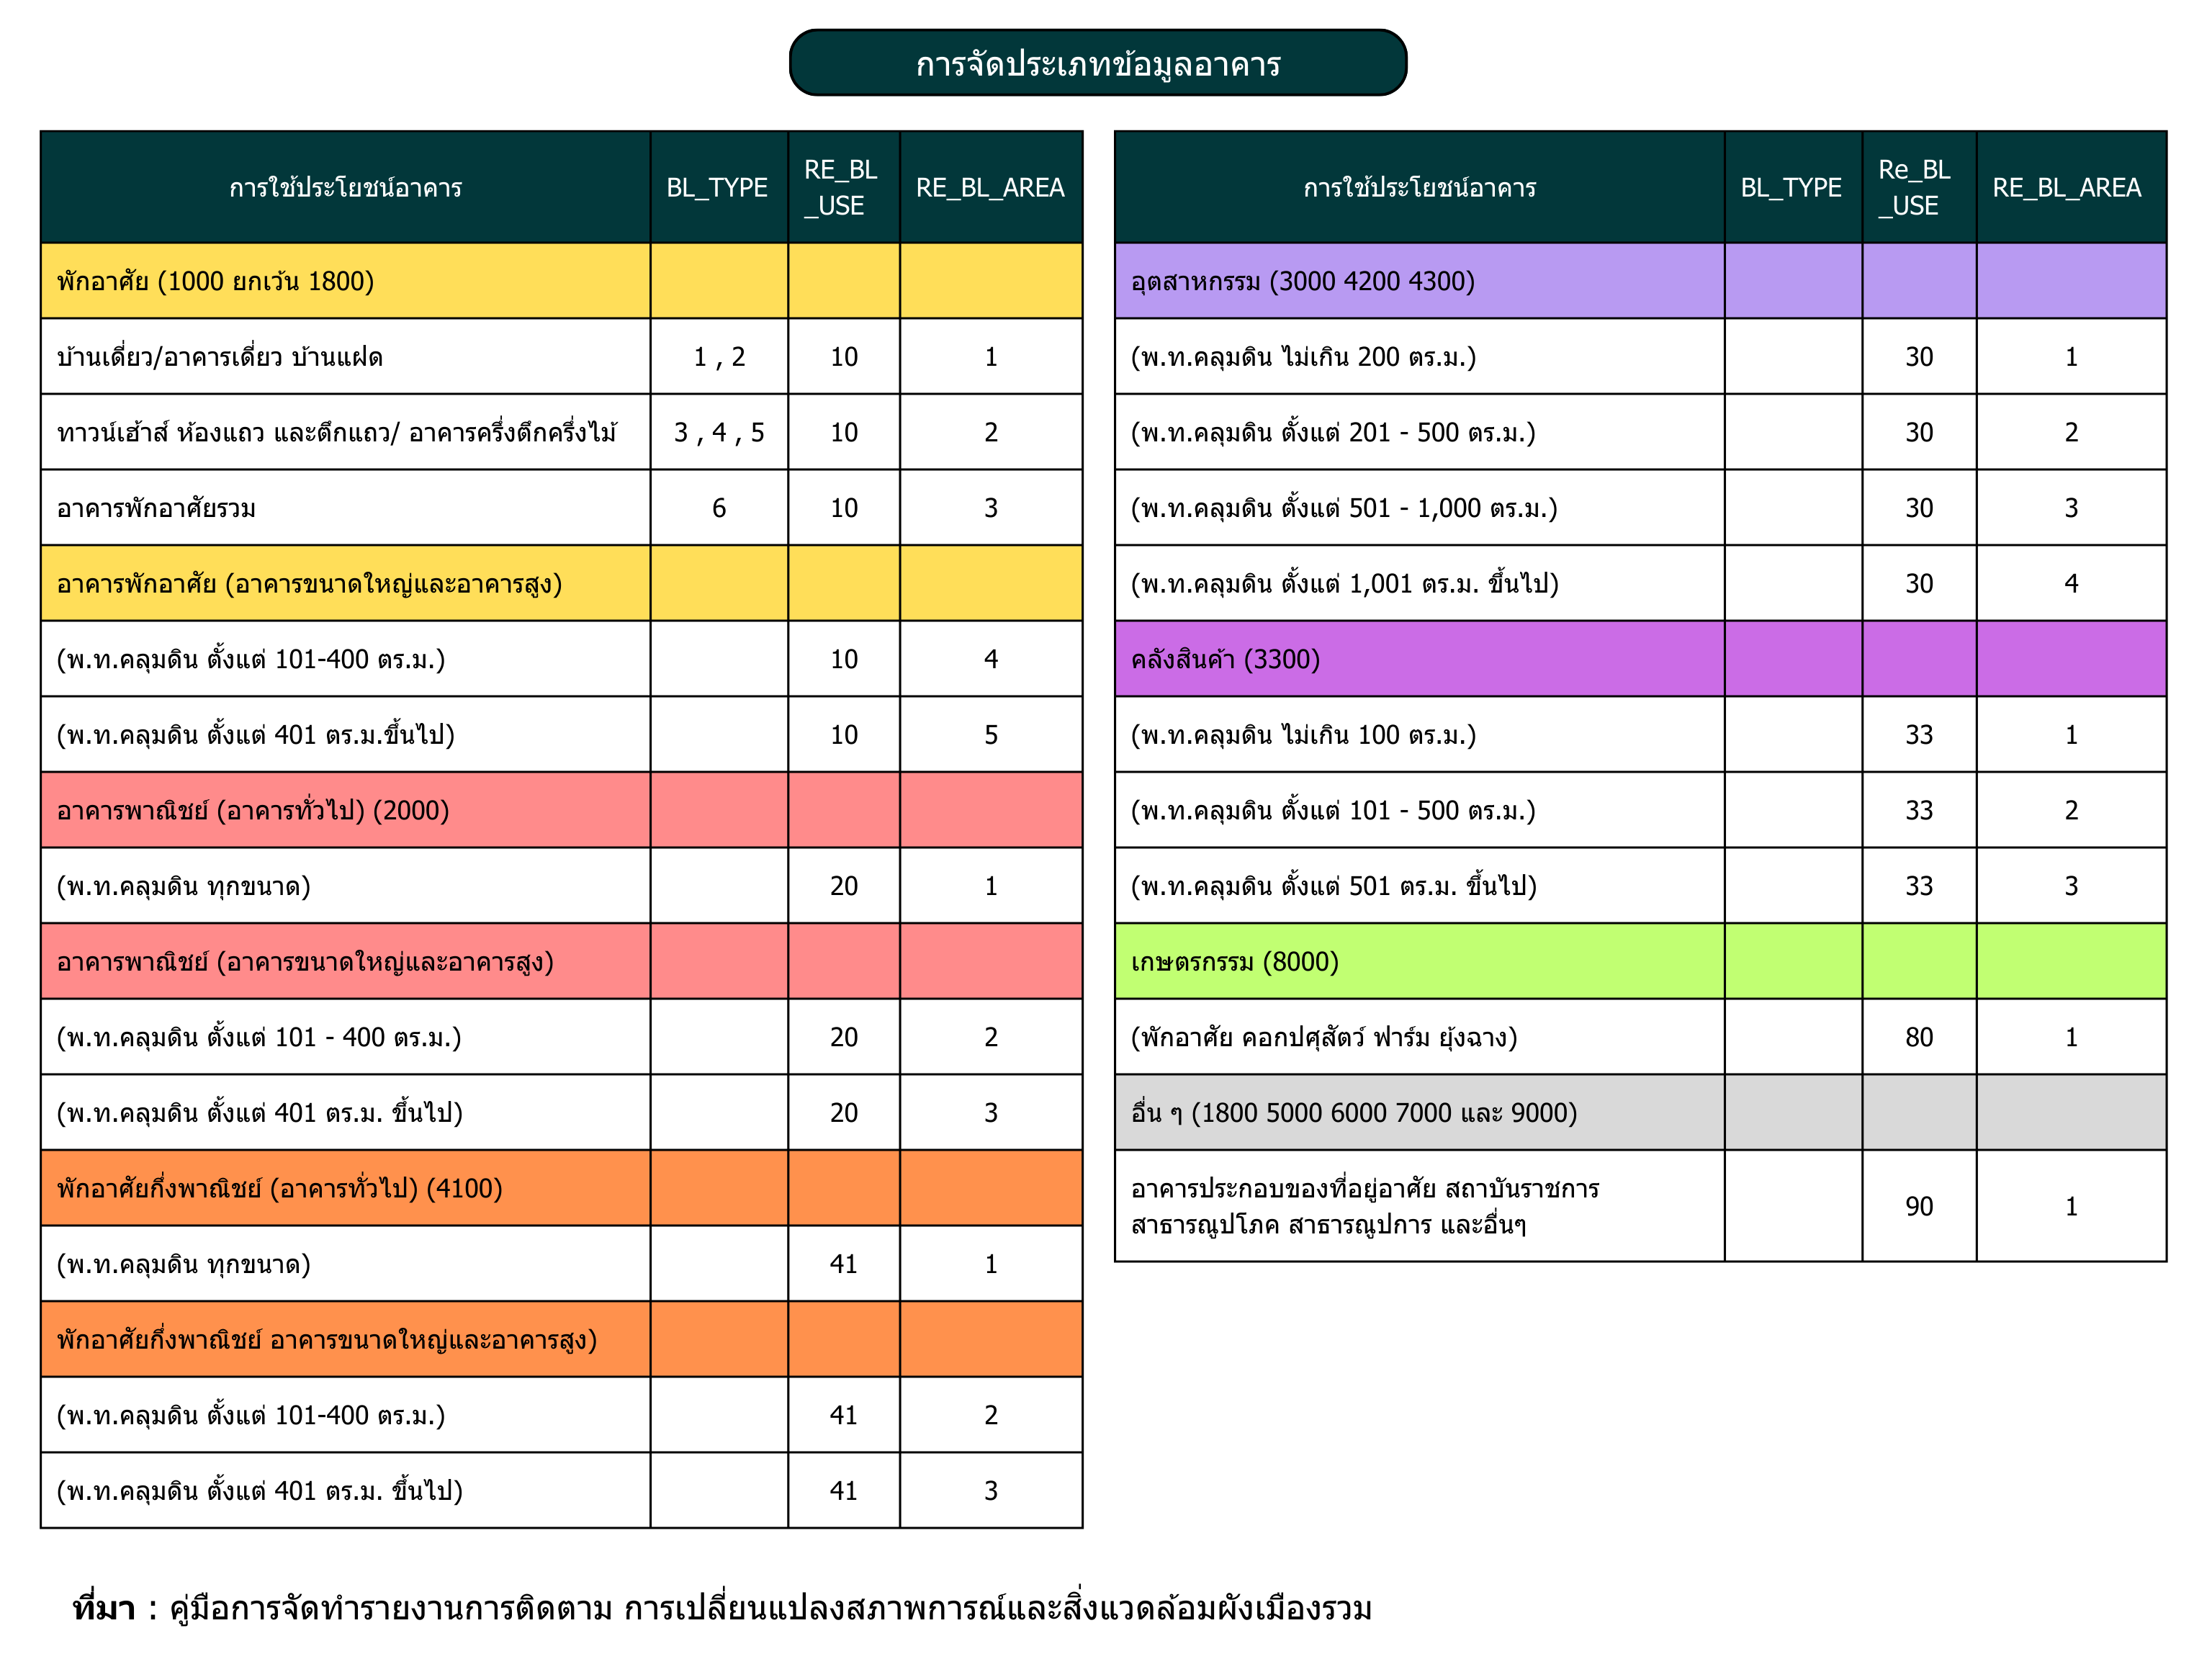 การจัดประเภทข้อมูลอาคาร
การใช้ประโยชน์อาคาร BL_TYPE RE_BL_USE RE_BL_AREA
พักอาศัย (1000 ยกเว้น 1800)
บ้านเดี่ยว/อาคารเดี่ยว บ้านแฝด 1 , 2 10 1
ทาวน์เฮ้าส์ ห้องแถว และตึกแถว/ อาคารครึ่งตึกครึ่งไม้ 3 , 4 , 5 10 2
อาคารพักอาศัยรวม 6 10 3
อาคารพักอาศัย (อาคารขนาดใหญ่และอาคารสูง)
(พ.ท.คลุมดิน ตั้งแต่ 101-400 ตร.ม.) 10 4
(พ.ท.คลุมดิน ตั้งแต่ 401 ตร.ม.ขึ้นไป) 10 5
อาคารพาณิชย์ (อาคารทั่วไป) (2000)
(พ.ท.คลุมดิน ทุกขนาด) 20 1
อาคารพาณิชย์ (อาคารขนาดใหญ่และอาคารสูง)
(พ.ท.คลุมดิน ตั้งแต่ 101 - 400 ตร.ม.) 20 2
(พ.ท.คลุมดิน ตั้งแต่ 401 ตร.ม. ขึ้นไป) 20 3
พักอาศัยกึ่งพาณิชย์ (อาคารทั่วไป) (4100)
(พ.ท.คลุมดิน ทุกขนาด) 41 1
พักอาศัยกึ่งพาณิชย์ อาคารขนาดใหญ่และอาคารสูง)
(พ.ท.คลุมดิน ตั้งแต่ 101-400 ตร.ม.) 41 2
(พ.ท.คลุมดิน ตั้งแต่ 401 ตร.ม. ขึ้นไป) 41 3
การใช้ประโยชน์อาคาร BL_TYPE Re_BL_USE RE_BL_AREA
อุตสาหกรรม (3000 4200 4300)
(พ.ท.คลุมดิน ไม่เกิน 200 ตร.ม.) 30 1
(พ.ท.คลุมดิน ตั้งแต่ 201 - 500 ตร.ม.) 30 2
(พ.ท.คลุมดิน ตั้งแต่ 501 - 1,000 ตร.ม.) 30 3
(พ.ท.คลุมดิน ตั้งแต่ 1,001 ตร.ม. ขึ้นไป) 30 4
คลังสินค้า (3300)
(พ.ท.คลุมดิน ไม่เกิน 100 ตร.ม.) 33 1
(พ.ท.คลุมดิน ตั้งแต่ 101 - 500 ตร.ม.) 33 2
(พ.ท.คลุมดิน ตั้งแต่ 501 ตร.ม. ขึ้นไป) 33 3
เกษตรกรรม (8000)
(พักอาศัย คอกปศุสัตว์ ฟาร์ม ยุ้งฉาง) 80 1
อื่น ๆ (1800 5000 6000 7000 และ 9000)
อาคารประกอบของที่อยู่อาศัย สถาบันราชการ
สาธารณูปโภค สาธารณูปการ และอื่นๆ 90 1
ที่มา : คู่มือการจัดทำรายงานการติดตาม การเปลี่ยนแปลงสภาพการณ์และสิ่งแวดล้อมผังเมืองรวม